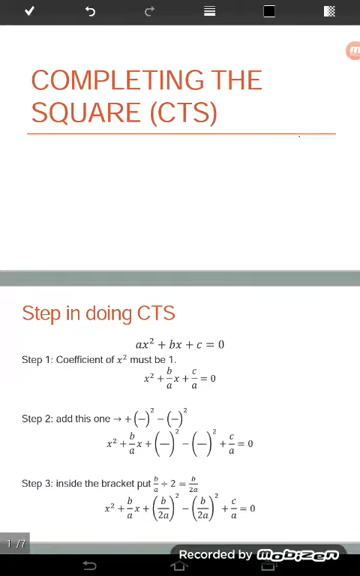 COMPLETING THE
SQUARE (CTS)
Step in doing CTS
ax² + bx + c = 0
Step 1: Coefficient of x² must be 1.
x² + b/a x + c/a = 0
Step 2: add this one → +(—)² − (—)²
x² + b/a x + (—)² − (—)² + c/a = 0
Step 3: inside the bracket put b/a ÷ 2 = b/2a
x² + b/a x + (b/2a)² − (b/2a)² + c/a = 0
1 / 7
Recorded by mobizen